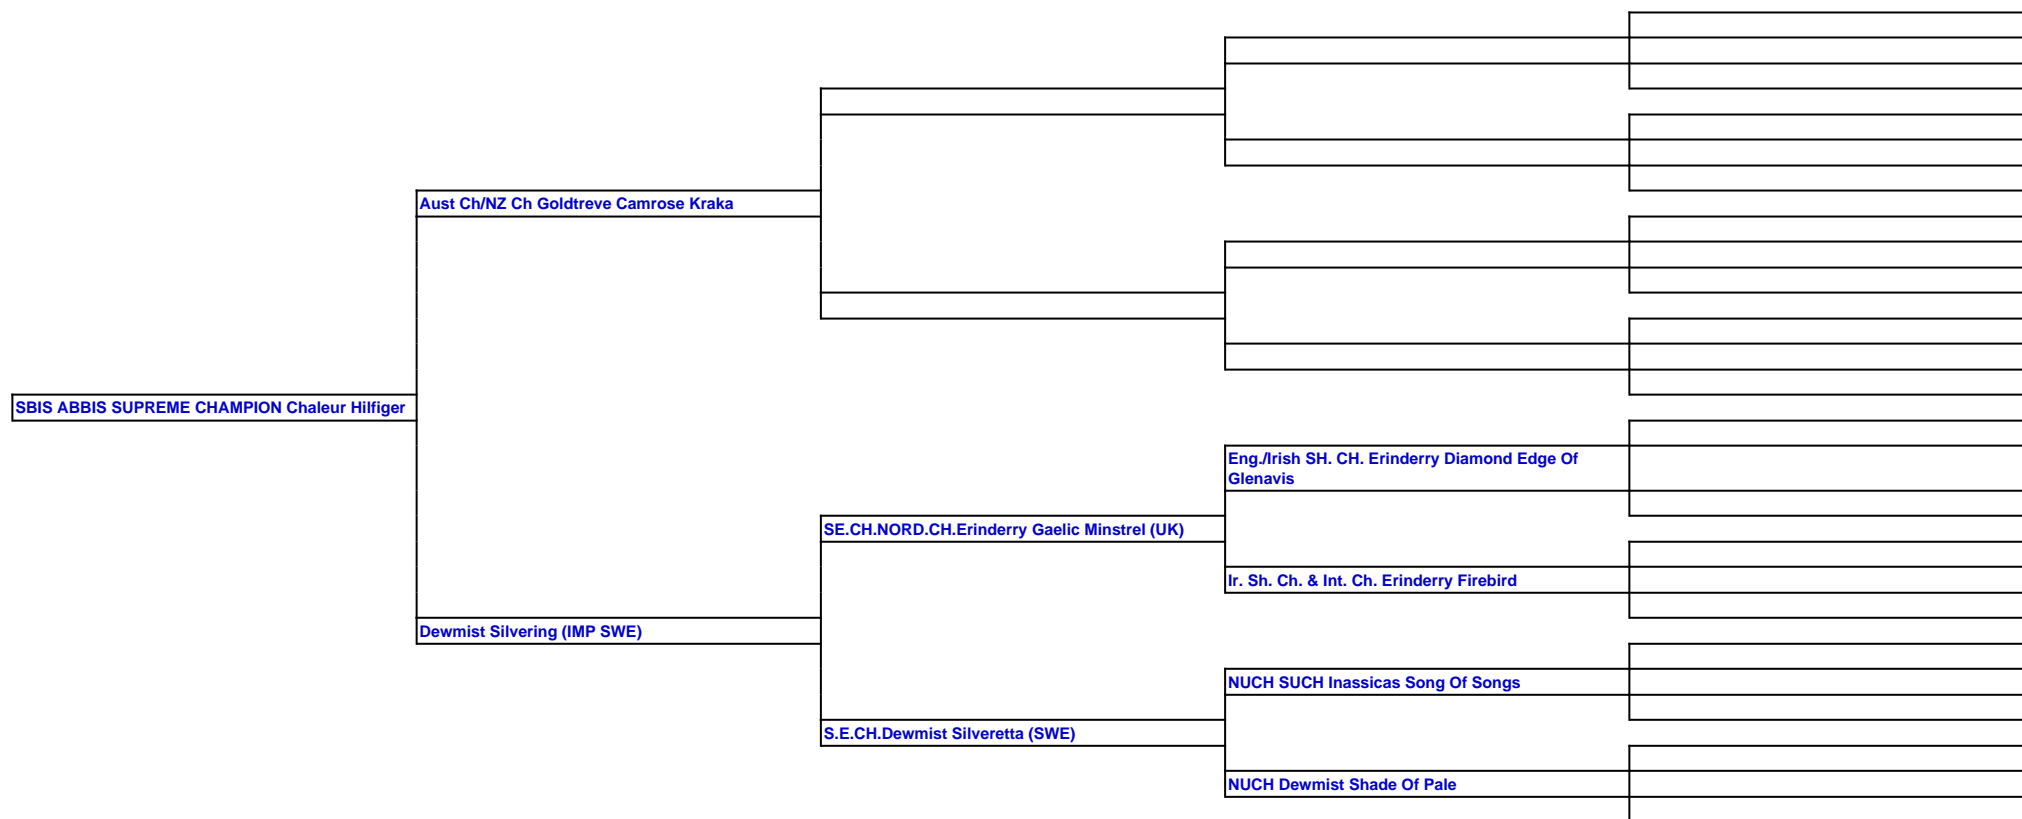 Aust Ch/NZ Ch Goldtreve Camrose Kraka
SBIS ABBIS SUPREME CHAMPION Chaleur Hilfiger
Eng./Irish SH. CH. Erinderry Diamond Edge Of
Glenavis
SE.CH.NORD.CH.Erinderry Gaelic Minstrel (UK)
Ir. Sh. Ch. & Int. Ch. Erinderry Firebird
Dewmist Silvering (IMP SWE)
NUCH SUCH Inassicas Song Of Songs
S.E.CH.Dewmist Silveretta (SWE)
NUCH Dewmist Shade Of Pale